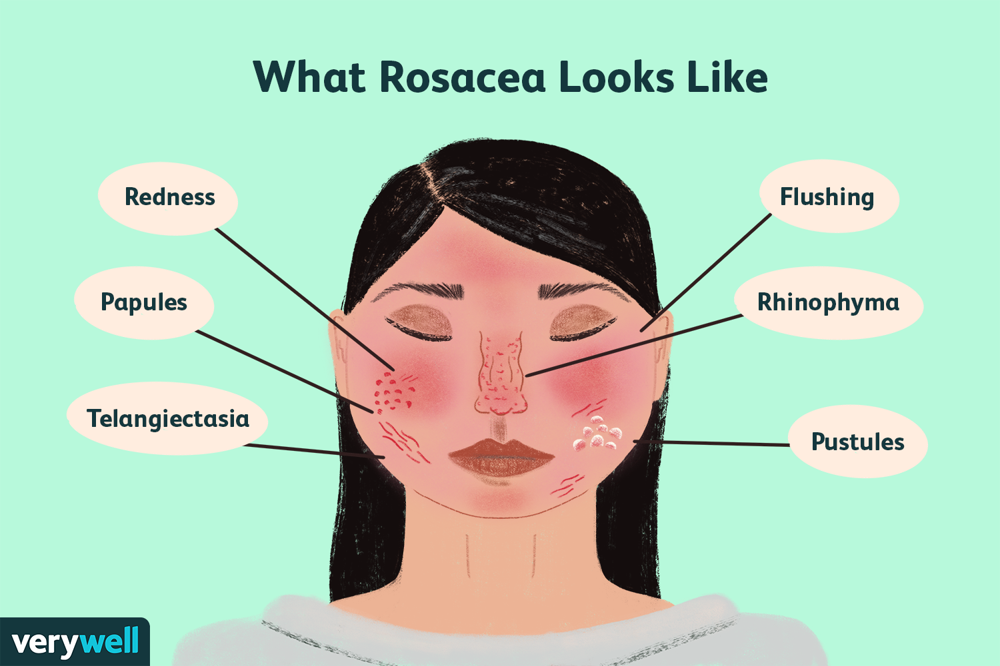 What Rosacea Looks Like
Redness
Flushing
Papules
Rhinophyma
Telangiectasia
Pustules
verywell